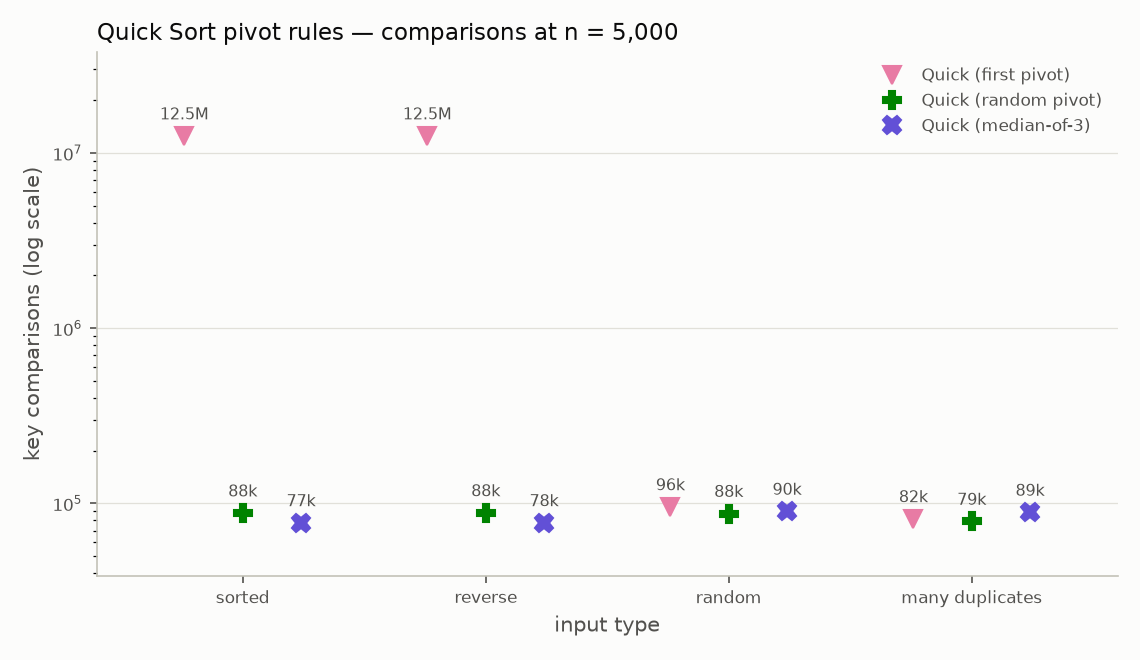 Quick Sort pivot rules — comparisons at n = 5,000
Quick (first pivot)
Quick (random pivot)
Quick (median-of-3)
key comparisons (log scale)
10^7
10^6
10^5
12.5M
12.5M
88k
77k
88k
78k
96k
88k
90k
82k
79k
89k
sorted
reverse
random
many duplicates
input type